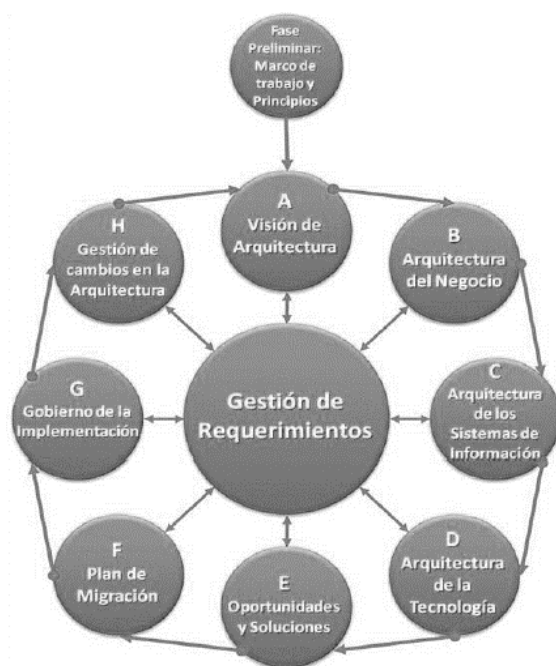 Fase
Preliminar:
Marco de
trabajo y
Principios
A
Visión de
Arquitectura
B
Arquitectura
del Negocio
C
Arquitectura
de los
Sistemas de
Información
D
Arquitectura
de la
Tecnología
E
Oportunidades
y Soluciones
F
Plan de
Migración
G
Gobierno de la
Implementación
H
Gestión de
cambios en la
Arquitectura
Gestión de
Requerimientos